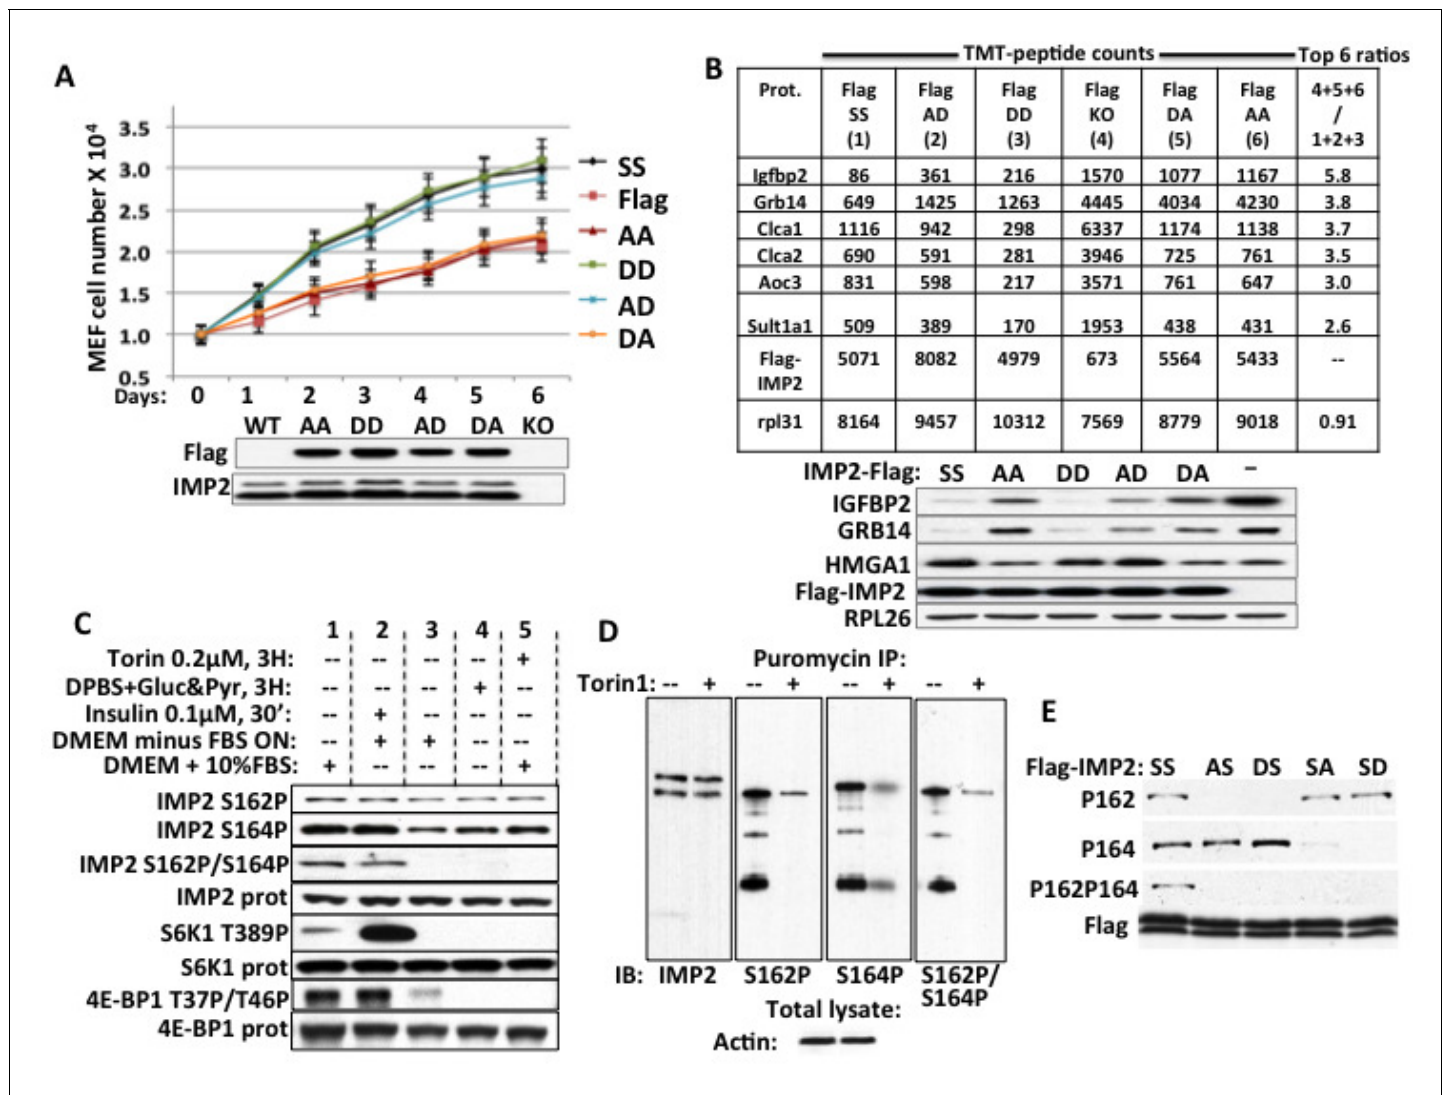 A
MEF cell number X 10⁴
3.5
3.0
2.5
2.0
1.5
1.0
0.5
SS
Flag
AA
DD
AD
DA
Days: 0 1 2 3 4 5 6
WT AA DD AD DA KO
Flag
IMP2
B
TMT-peptide counts Top 6 ratios
Prot. Flag SS (1) Flag AD (2) Flag DD (3) Flag KO (4) Flag DA (5) Flag AA (6) 4+5+6 / 1+2+3
Igfbp2 86 361 216 1570 1077 1167 5.8
Grb14 649 1425 1263 4445 4034 4230 3.8
Clca1 1116 942 298 6337 1174 1138 3.7
Clca2 690 591 281 3946 725 761 3.5
Aoc3 831 598 217 3571 761 647 3.0
Sult1a1 509 389 170 1953 438 431 2.6
Flag-IMP2 5071 8082 4979 673 5564 5433 --
rpl31 8164 9457 10312 7569 8779 9018 0.91
IMP2-Flag: SS AA DD AD DA –
IGFBP2
GRB14
HMGA1
Flag-IMP2
RPL26
C
1 2 3 4 5
Torin 0.2µM, 3H: -- -- -- -- +
DPBS+Gluc&Pyr, 3H: -- -- -- + --
Insulin 0.1µM, 30’: -- + -- -- --
DMEM minus FBS ON: -- + + -- --
DMEM + 10%FBS: + -- -- -- +
IMP2 S162P
IMP2 S164P
IMP2 S162P/S164P
IMP2 prot
S6K1 T389P
S6K1 prot
4E-BP1 T37P/T46P
4E-BP1 prot
D
Puromycin IP:
Torin1: -- + -- + -- + -- +
IB: IMP2 S162P S164P S162P/
S164P
Total lysate:
Actin:
E
Flag-IMP2: SS AS DS SA SD
P162
P164
P162P164
Flag